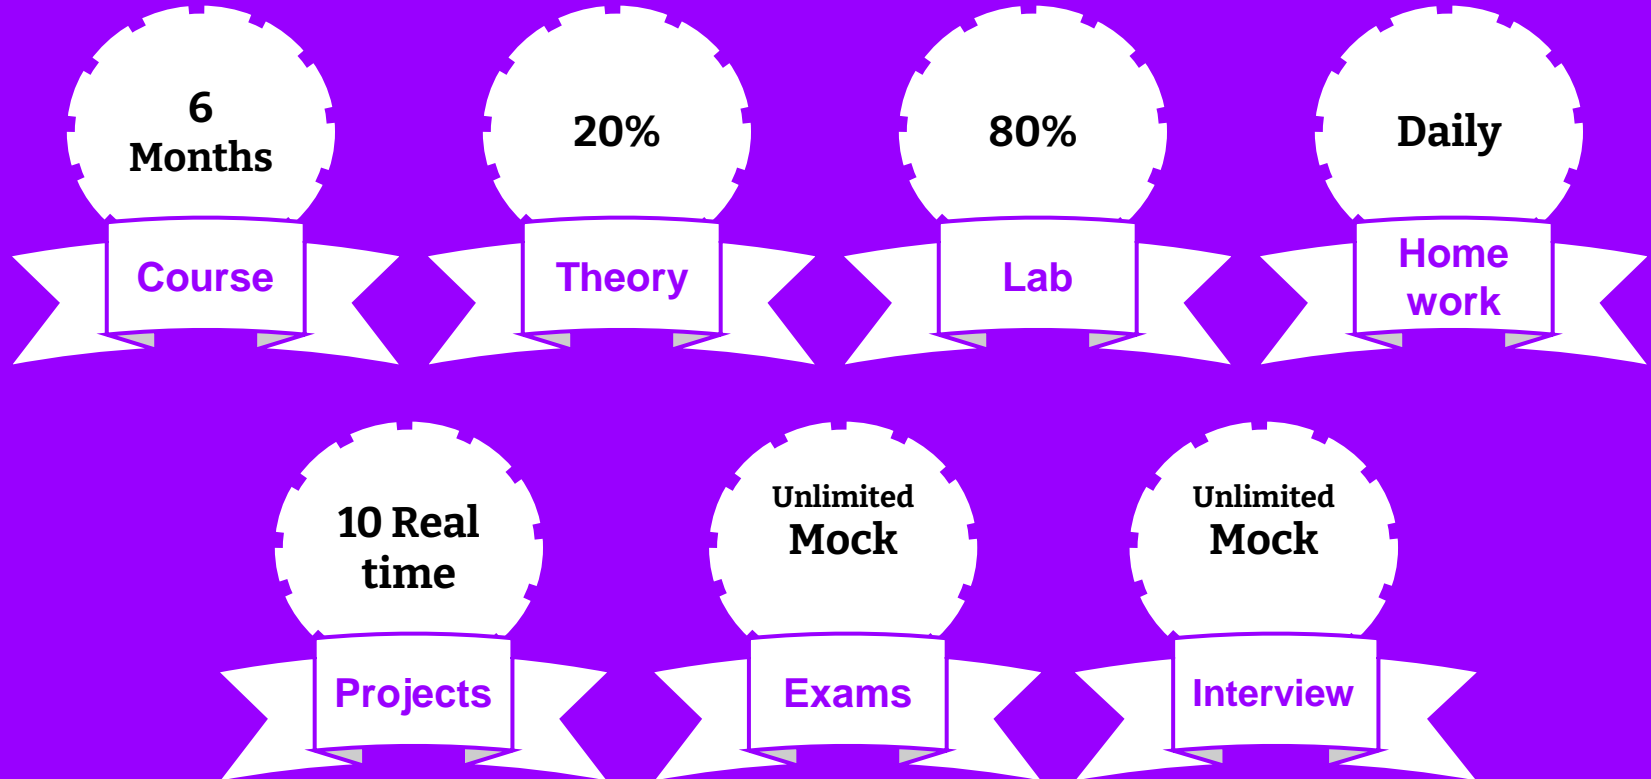 6
Months
Course
20%
Theory
80%
Lab
Daily
Home
work
10 Real
time
Projects
Unlimited
Mock
Exams
Unlimited
Mock
Interview